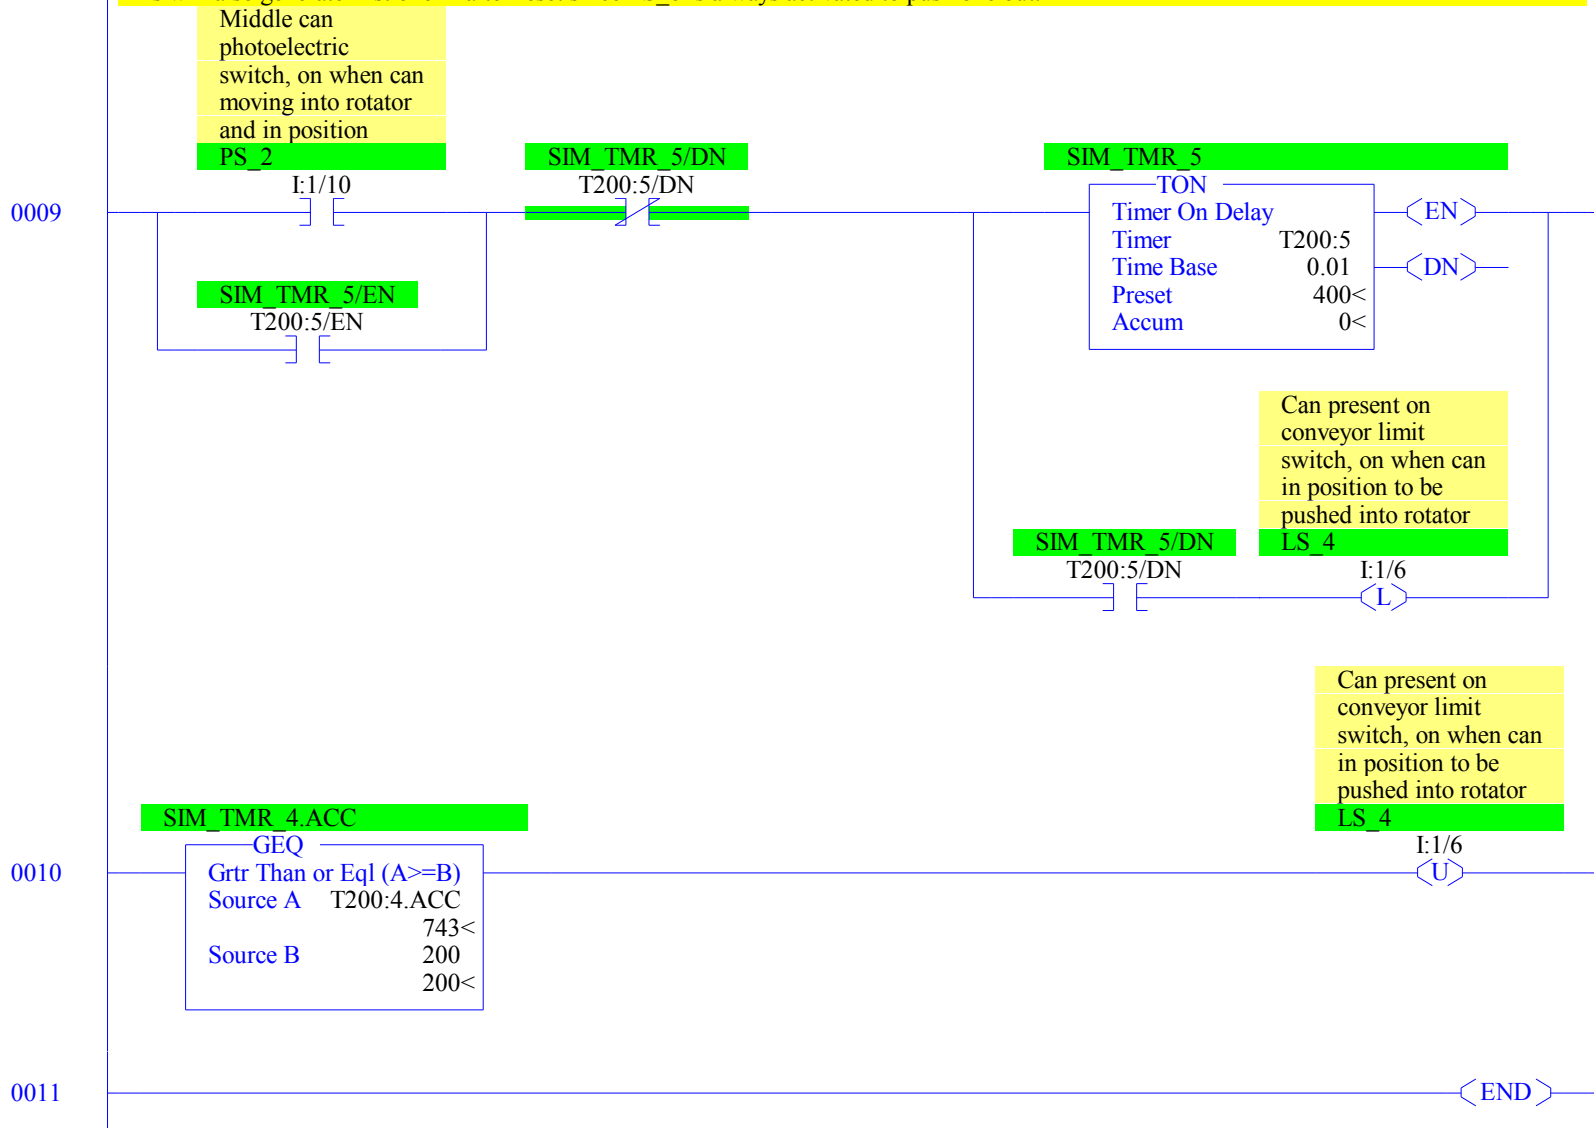 Middle can
photoelectric
switch, on when can
moving into rotator
and in position
PS_2
I:1/10
SIM_TMR_5/DN
T200:5/DN
SIM_TMR_5
TON
0009
Timer On Delay
Timer T200:5
Time Base 0.01
Preset 400<
Accum 0<
EN
DN
SIM_TMR_5/EN
T200:5/EN
Can present on
conveyor limit
switch, on when can
in position to be
pushed into rotator
SIM_TMR_5/DN
T200:5/DN
LS_4
I:1/6
L
Can present on
conveyor limit
switch, on when can
in position to be
pushed into rotator
LS_4
I:1/6
U
SIM_TMR_4.ACC
GEQ
0010
Grtr Than or Eql (A>=B)
Source A T200:4.ACC
743<
Source B 200
200<
0011
END